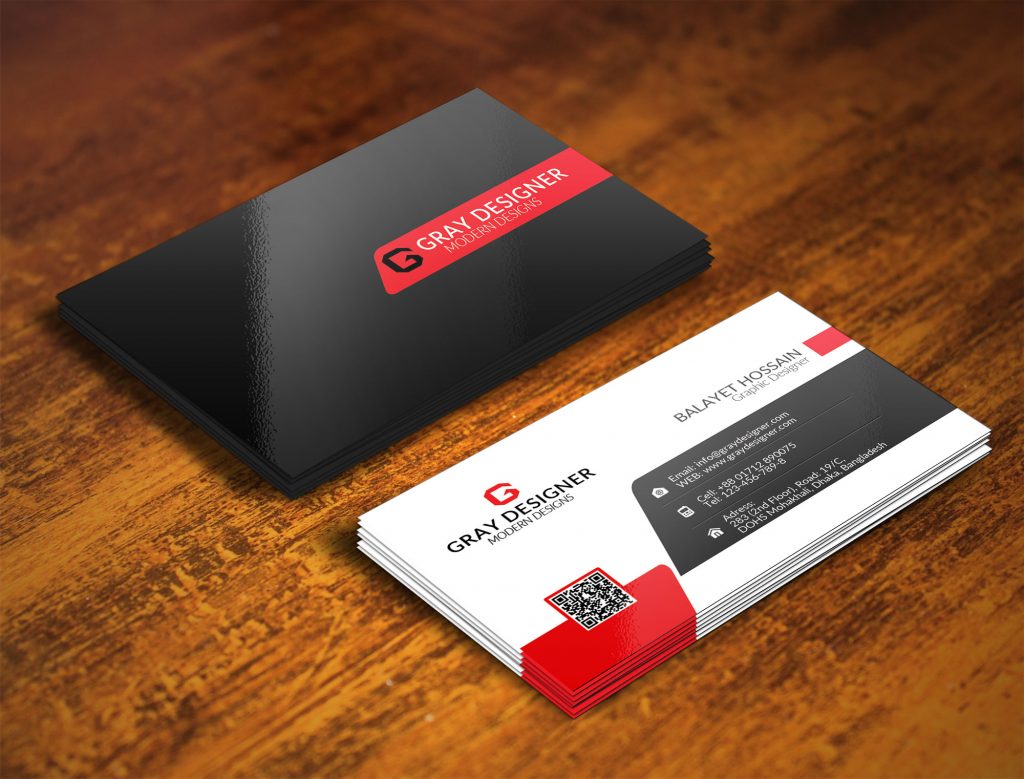 GRAY DESIGNER
MODERN DESIGNS
BALAYET HOSSAIN
Graphic Designer
Email: info@graydesigner.com
WEB: www.graydesigner.com
Cell: +88 01712 890075
Tel: 123-456-789-8
Adress:
283 (2nd Floor), Road: 19/C,
DOHS Mohakhali, Dhaka, Bangladesh
GRAY DESIGNER
MODERN DESIGNS